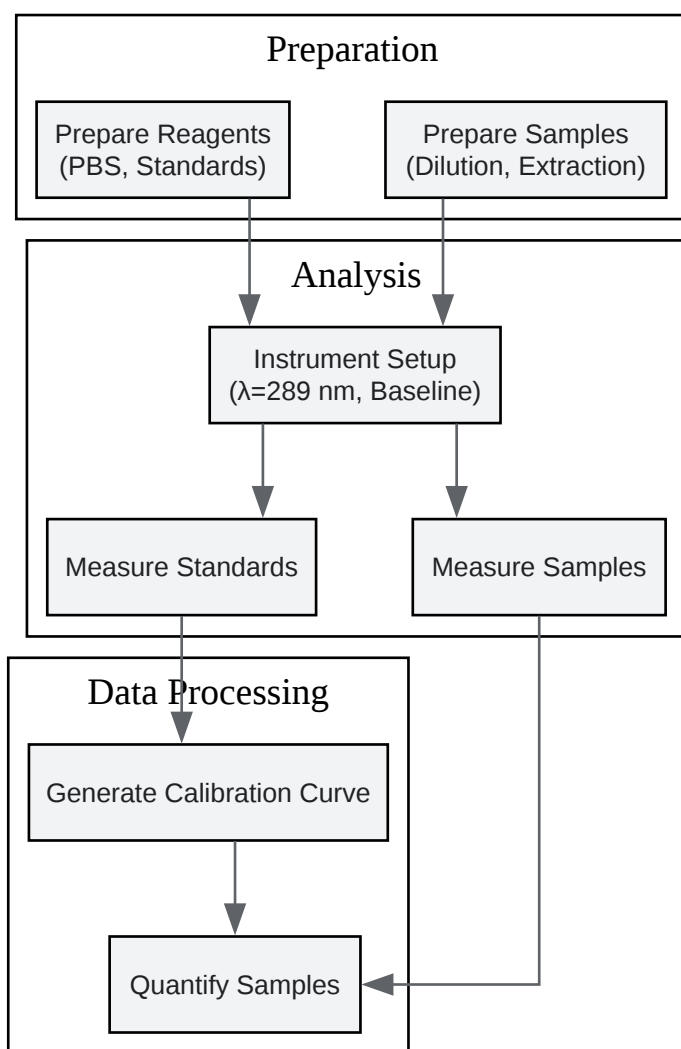 Preparation
Prepare Reagents
(PBS, Standards)
Prepare Samples
(Dilution, Extraction)
Analysis
Instrument Setup
(λ=289 nm, Baseline)
Measure Standards
Measure Samples
Data Processing
Generate Calibration Curve
Quantify Samples